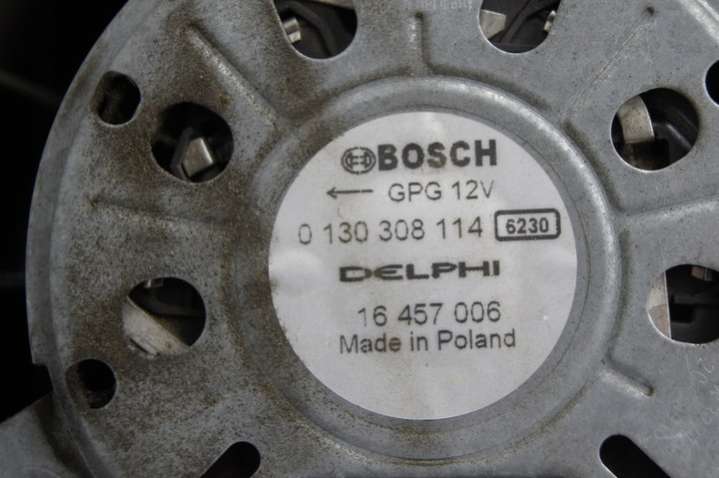 BOSCH
← GPG 12V
0 130 308 114 6230
DELPHI
16 457 006
Made in Poland